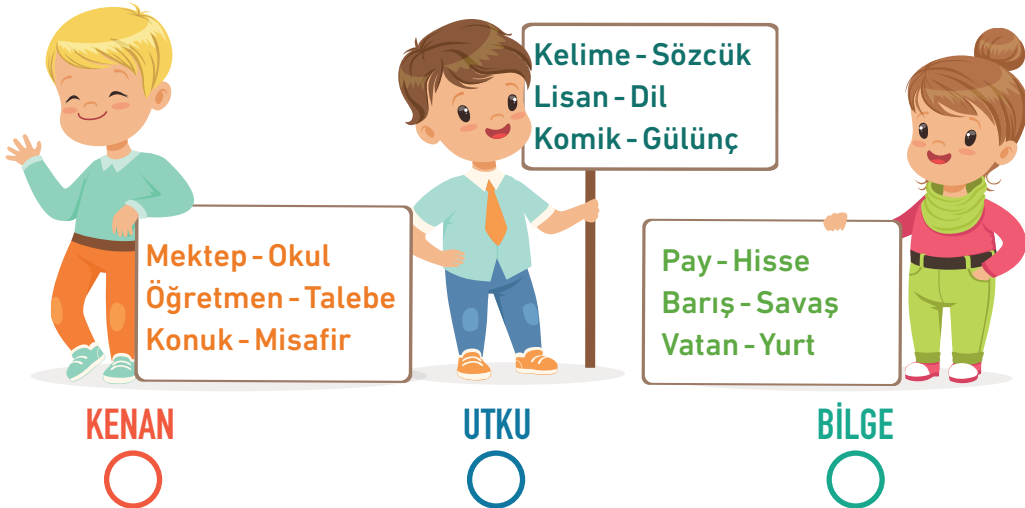 Kelime - Sözcük
Lisan - Dil
Komik - Gülünç
Mektep - Okul
Öğretmen - Talebe
Konuk - Misafir
Pay - Hisse
Barış - Savaş
Vatan - Yurt
KENAN
UTKU
BİLGE